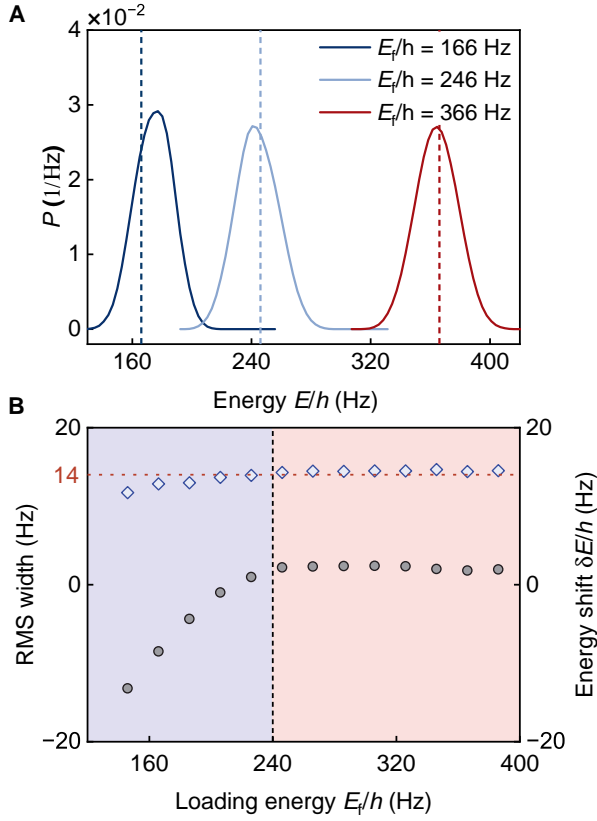 A
×10⁻²
4
3
2
1
0
P (1/Hz)
E_f/h = 166 Hz
E_f/h = 246 Hz
E_f/h = 366 Hz
160 240 320 400
Energy E/h (Hz)
B
20
14
0
−20
RMS width (Hz)
20
0
−20
Energy shift δE/h (Hz)
160 240 320 400
Loading energy E_f/h (Hz)